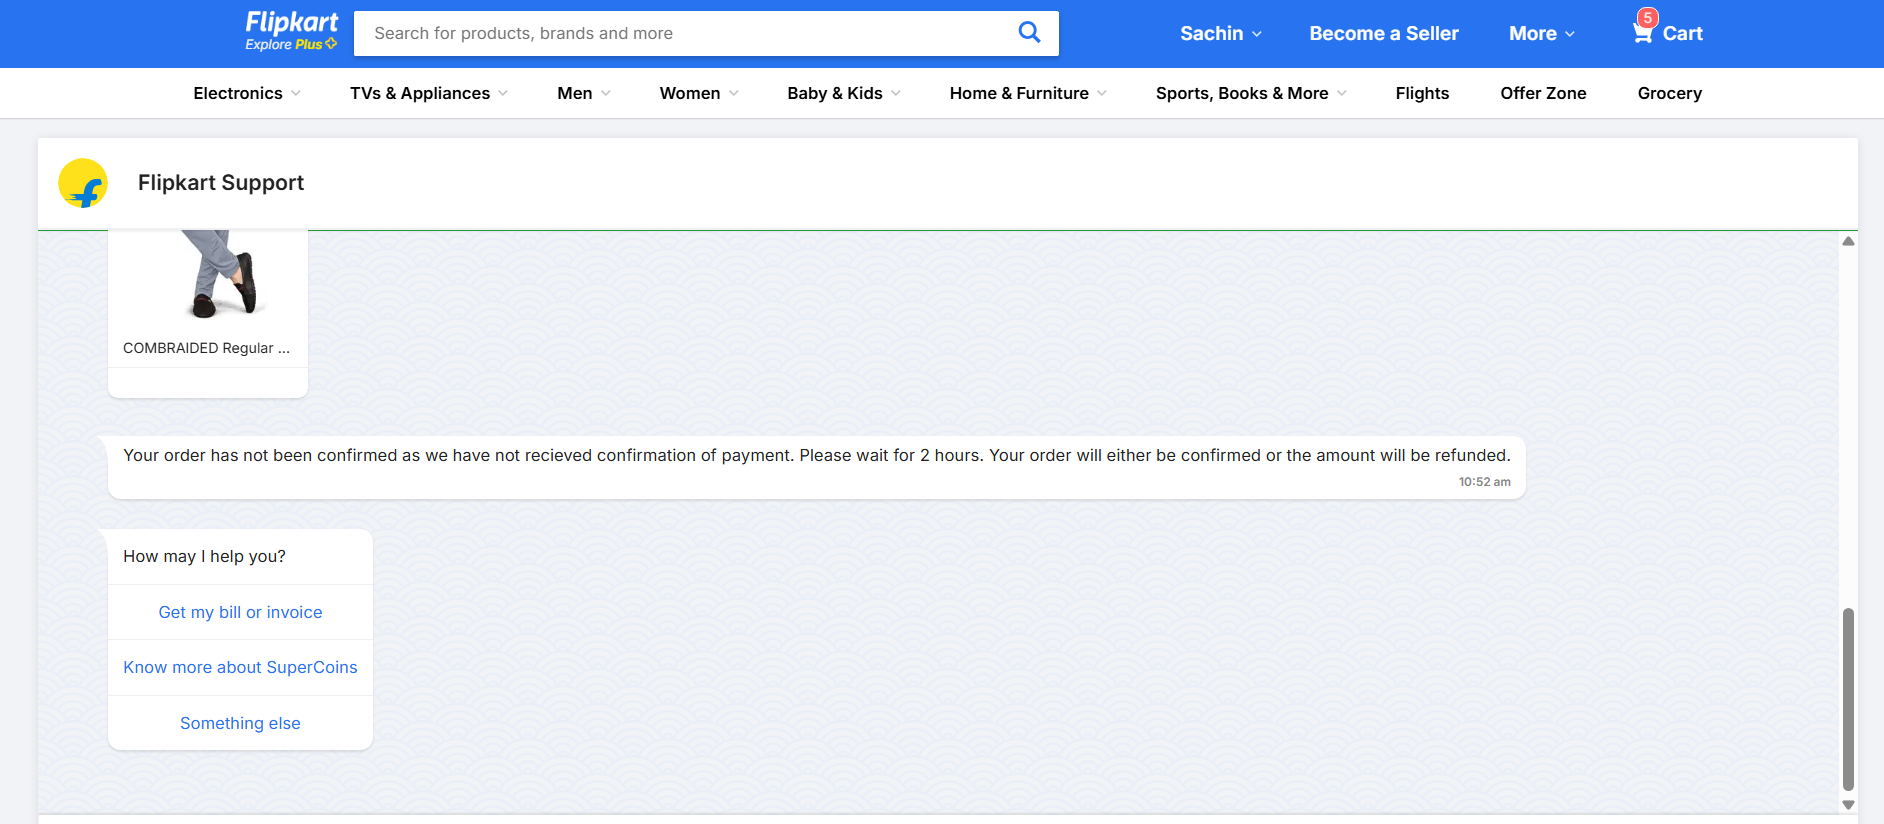 Flipkart
Explore Plus
Search for products, brands and more
Sachin
Become a Seller
More
5
Cart
Electronics
TVs & Appliances
Men
Women
Baby & Kids
Home & Furniture
Sports, Books & More
Flights
Offer Zone
Grocery
f
Flipkart Support
COMBRAIDED Regular ...
Your order has not been confirmed as we have not recieved confirmation of payment. Please wait for 2 hours. Your order will either be confirmed or the amount will be refunded.
10:52 am
How may I help you?
Get my bill or invoice
Know more about SuperCoins
Something else